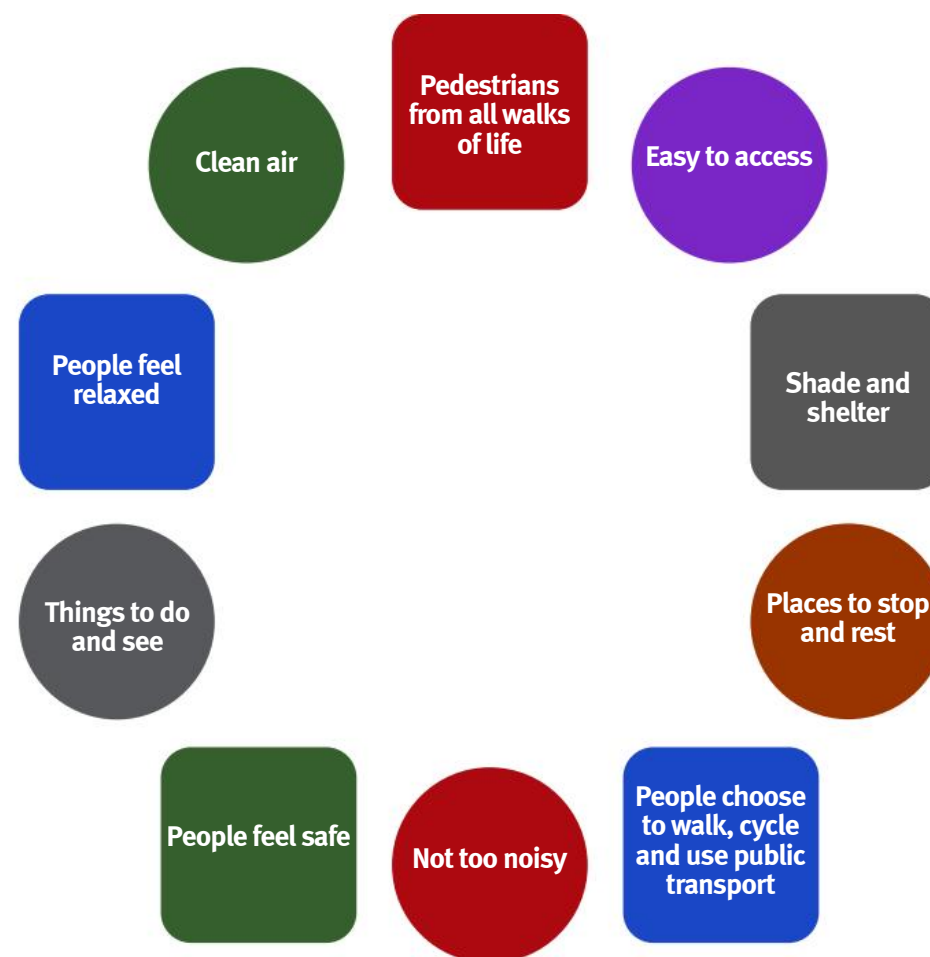 Pedestrians
from all walks
of life
Easy to access
Shade and
shelter
Places to stop
and rest
People choose
to walk, cycle
and use public
transport
Not too noisy
People feel safe
Things to do
and see
People feel
relaxed
Clean air